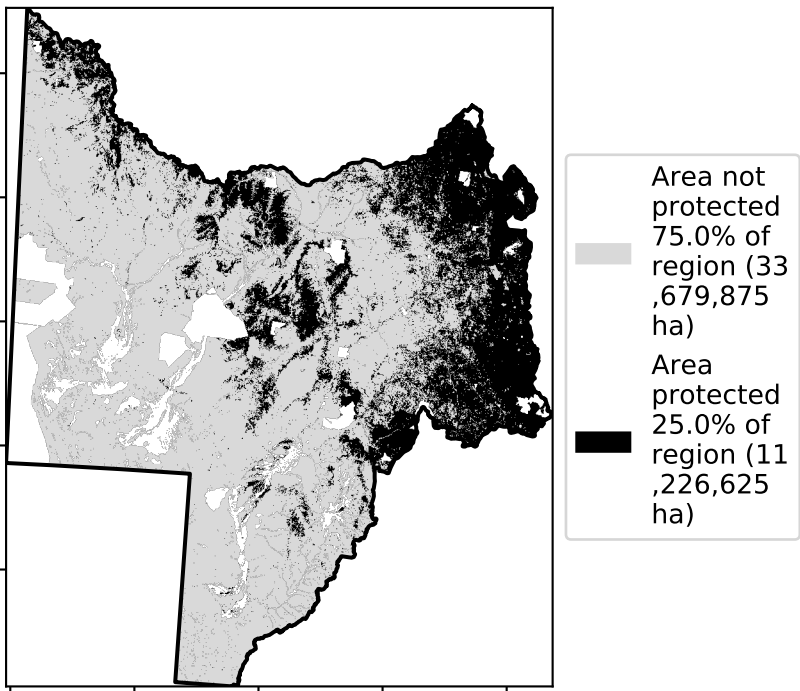 Area not
protected
75.0% of
region (33
,679,875
ha)
Area
protected
25.0% of
region (11
,226,625
ha)